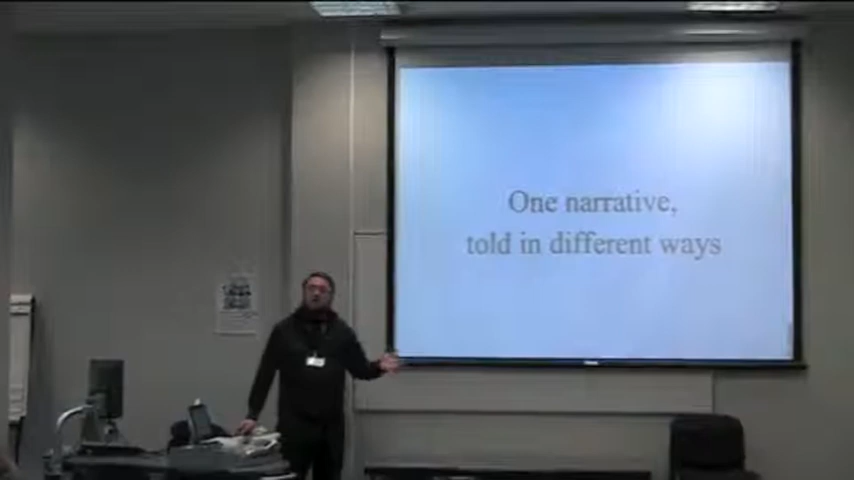 One narrative,
told in different ways